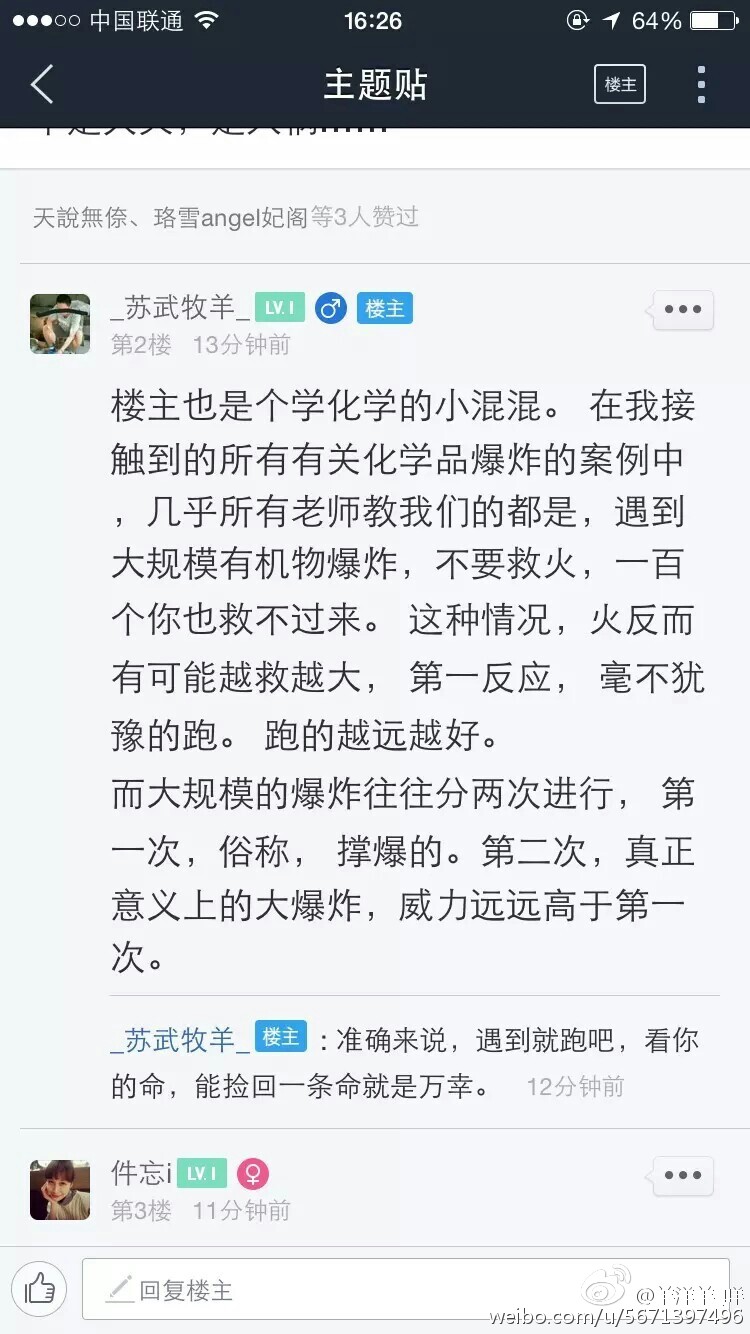 中国联通 16:26 64%
主题贴 楼主
天說無倷、珞雪angel妃阁等3人赞过
_苏武牧羊_ LV.1 楼主
第2楼 13分钟前
楼主也是个学化学的小混混。 在我接
触到的所有有关化学品爆炸的案例中
，几乎所有老师教我们的都是，遇到
大规模有机物爆炸，不要救火，一百
个你也救不过来。 这种情况，火反而
有可能越救越大， 第一反应， 毫不犹
豫的跑。 跑的越远越好。
而大规模的爆炸往往分两次进行， 第
一次，俗称， 撑爆的。第二次，真正
意义上的大爆炸，威力远远高于第一
次。
_苏武牧羊_ 楼主 ：准确来说，遇到就跑吧，看你
的命，能捡回一条命就是万幸。 12分钟前
件忘i LV.1
第3楼 11分钟前
回复楼主
weibo.com/u/5671397496